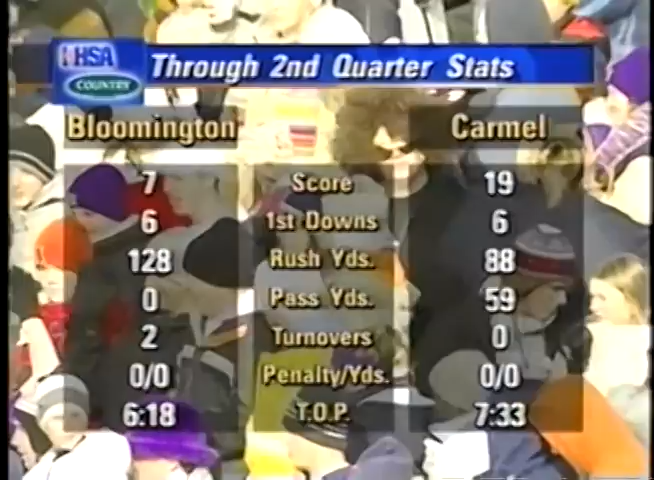 IHSA
COUNTRY
Through 2nd Quarter Stats
Bloomington Carmel
7 Score 19
6 1st Downs 6
128 Rush Yds. 88
0 Pass Yds. 59
2 Turnovers 0
0/0 Penalty/Yds. 0/0
6:18 T.O.P. 7:33